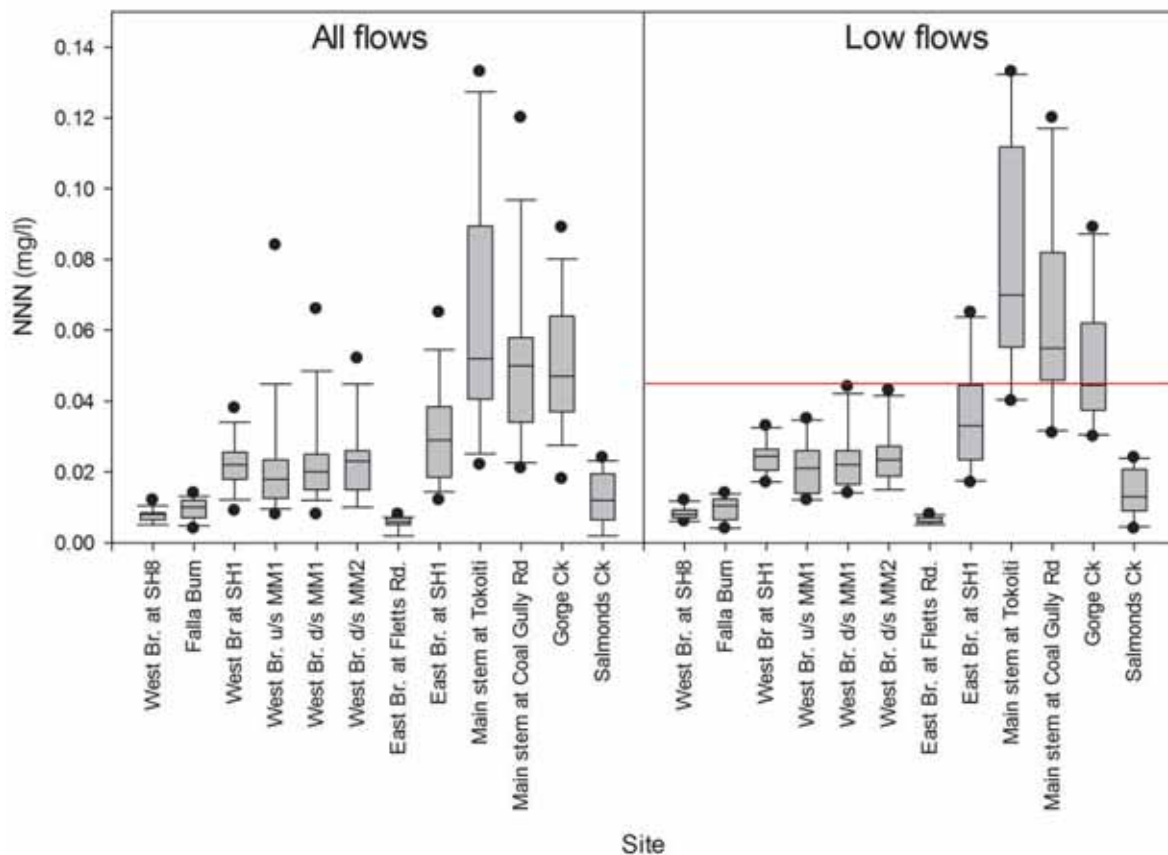 All flows
Low flows
NNN (mg/l)
0.14
0.12
0.10
0.08
0.06
0.04
0.02
0.00
West Br. at SH8
Falla Burn
West Br at SH1
West Br. u/s MM1
West Br. d/s MM1
West Br. d/s MM2
East Br. at Fletts Rd.
East Br. at SH1
Main stem at Tokoiti
Main stem at Coal Gully Rd
Gorge Ck
Salmonds Ck
West Br. at SH8
Falla Burn
West Br at SH1
West Br. u/s MM1
West Br. d/s MM1
West Br. d/s MM2
East Br. at Fletts Rd.
East Br. at SH1
Main stem at Tokoiti
Main stem at Coal Gully Rd
Gorge Ck
Salmonds Ck
Site